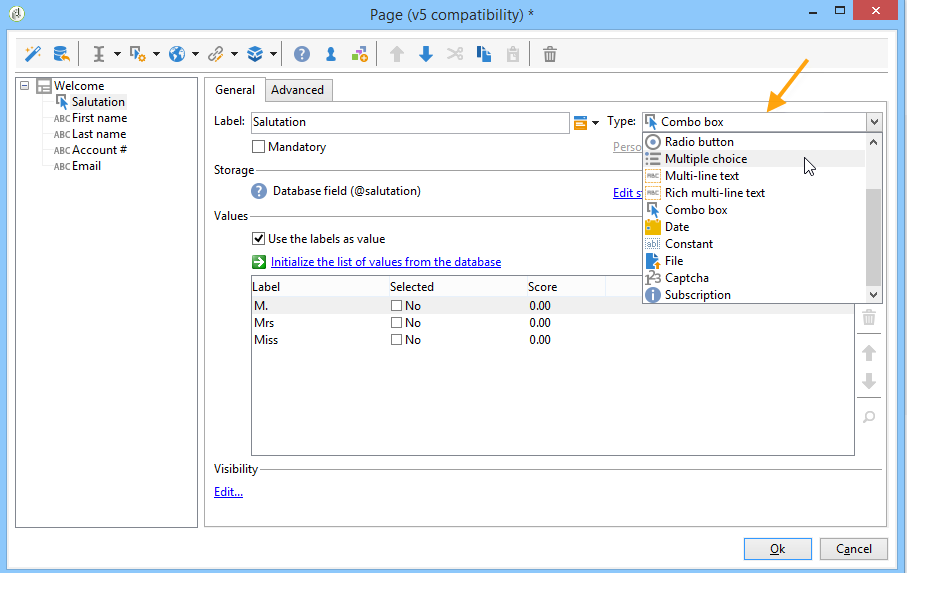 Page (v5 compatibility) *
Welcome
Salutation
ABC First name
ABC Last name
ABC Account #
ABC Email
General Advanced
Label: Salutation Type: Combo box
Mandatory Perso
Storage
Database field (@salutation) Edit s
Values
Use the labels as value
Initialize the list of values from the database
Label Selected Score
M. No 0.00
Mrs No 0.00
Miss No 0.00
Radio button
Multiple choice
Multi-line text
Rich multi-line text
Combo box
Date
Constant
File
Captcha
Subscription
Visibility
Edit...
Ok Cancel